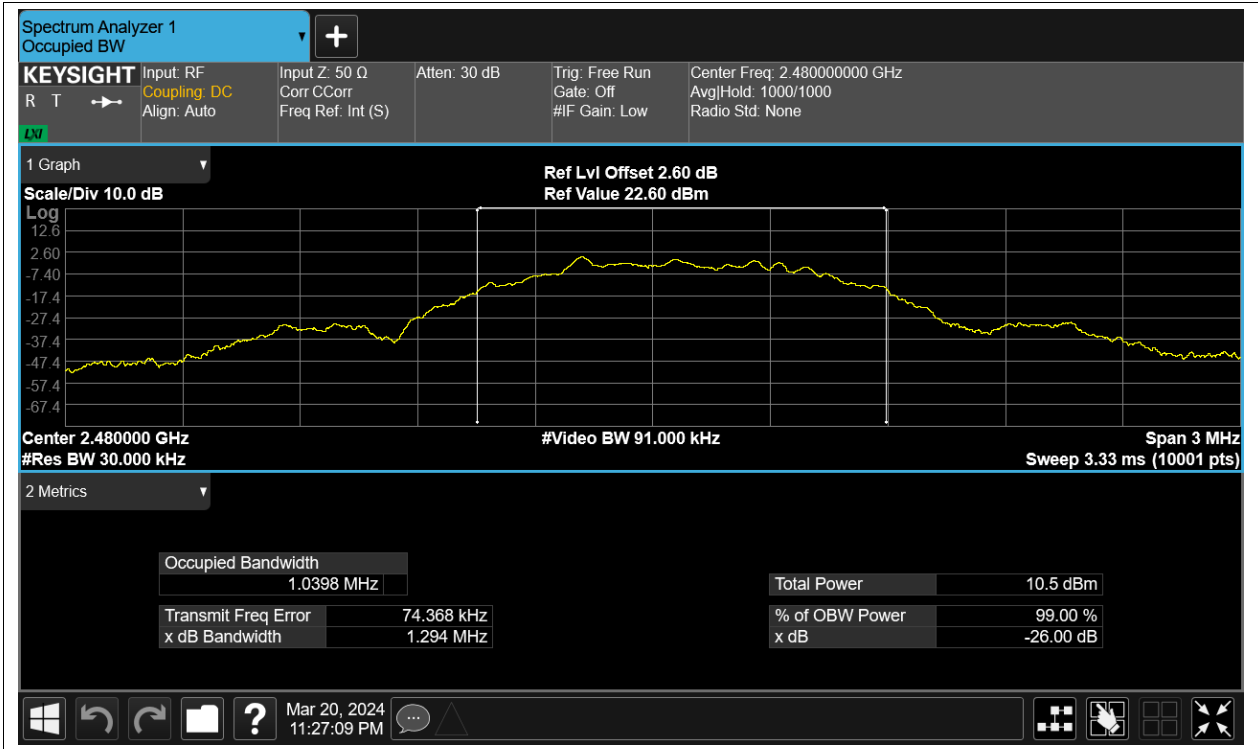 Spectrum Analyzer 1
Occupied BW
KEYSIGHT
R T
LXI
Input: RF
Coupling: DC
Align: Auto
Input Z: 50 Ω
Corr CCorr
Freq Ref: Int (S)
Atten: 30 dB
Trig: Free Run
Gate: Off
#IF Gain: Low
Center Freq: 2.480000000 GHz
Avg|Hold: 1000/1000
Radio Std: None
1 Graph
Scale/Div 10.0 dB
Ref Lvl Offset 2.60 dB
Ref Value 22.60 dBm
Log
12.6
2.60
-7.40
-17.4
-27.4
-37.4
-47.4
-57.4
-67.4
Center 2.480000 GHz
#Res BW 30.000 kHz
#Video BW 91.000 kHz
Span 3 MHz
Sweep 3.33 ms (10001 pts)
2 Metrics
Occupied Bandwidth
1.0398 MHz
Transmit Freq Error 74.368 kHz
x dB Bandwidth 1.294 MHz
Total Power 10.5 dBm
% of OBW Power 99.00 %
x dB -26.00 dB
?
Mar 20, 2024
11:27:09 PM